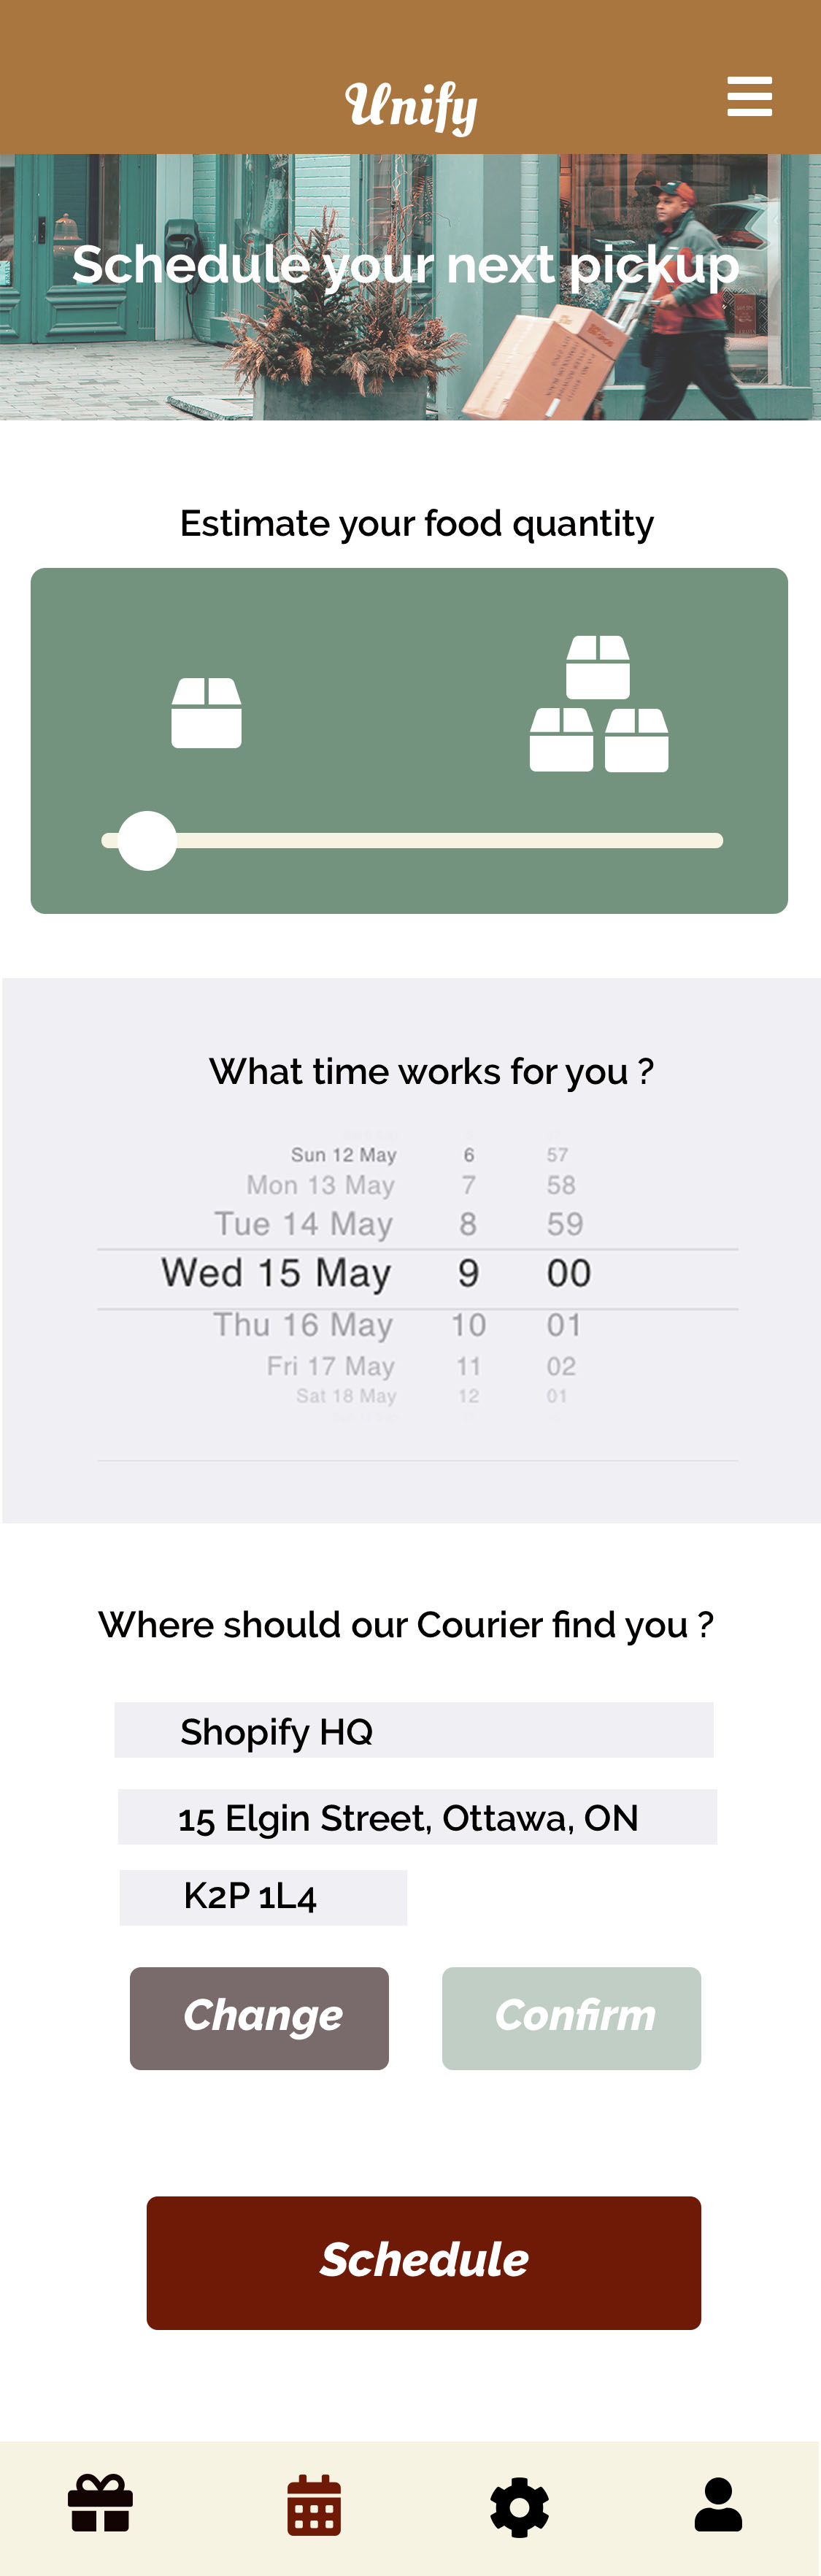 Unify
Schedule your next pickup
Estimate your food quantity
What time works for you ?
Sun 12 May 6 57
Mon 13 May 7 58
Tue 14 May 8 59
Wed 15 May 9 00
Thu 16 May 10 01
Fri 17 May 11 02
Sat 18 May 12 01
Where should our Courier find you ?
Shopify HQ
15 Elgin Street, Ottawa, ON
K2P 1L4
Change Confirm
Schedule